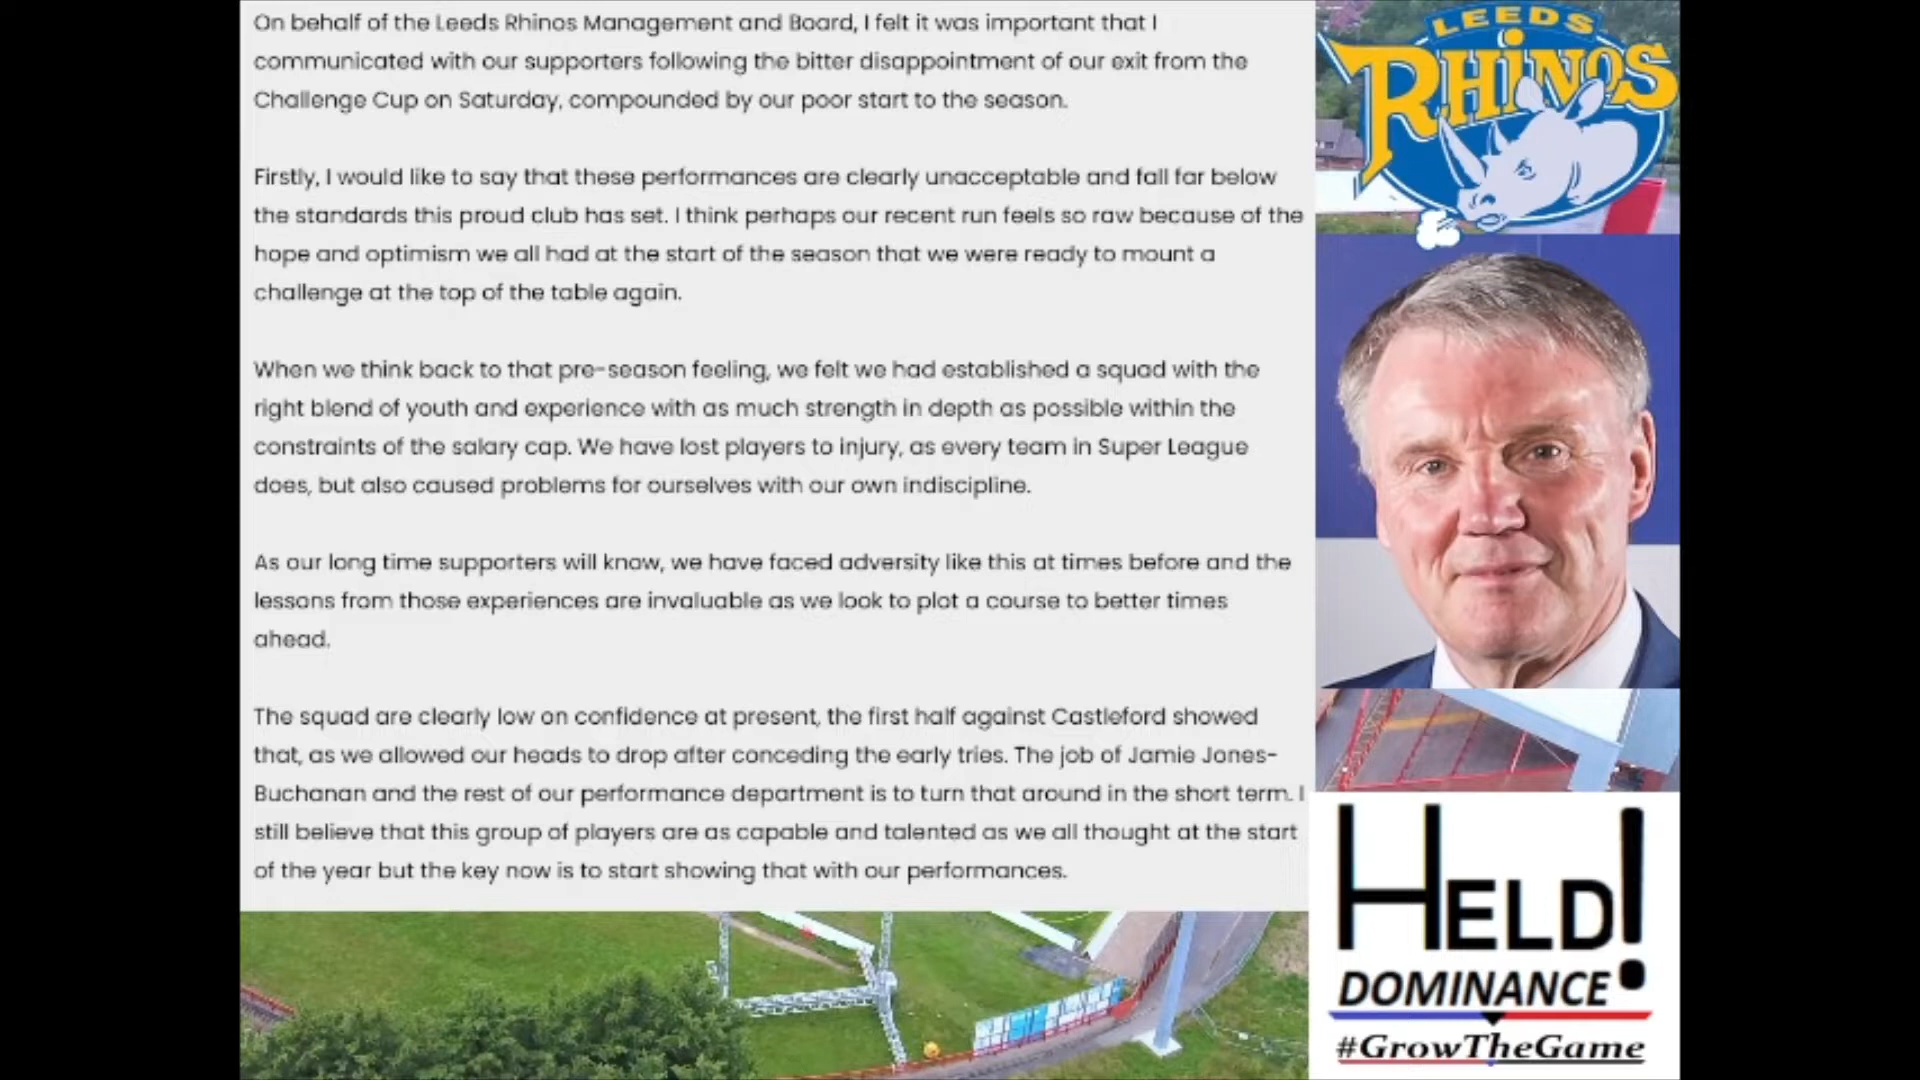 On behalf of the Leeds Rhinos Management and Board, I felt it was important that I
communicated with our supporters following the bitter disappointment of our exit from the
Challenge Cup on Saturday, compounded by our poor start to the season.
Firstly, I would like to say that these performances are clearly unacceptable and fall far below
the standards this proud club has set. I think perhaps our recent run feels so raw because of the
hope and optimism we all had at the start of the season that we were ready to mount a
challenge at the top of the table again.
When we think back to that pre-season feeling, we felt we had established a squad with the
right blend of youth and experience with as much strength in depth as possible within the
constraints of the salary cap. We have lost players to injury, as every team in Super League
does, but also caused problems for ourselves with our own indiscipline.
As our long time supporters will know, we have faced adversity like this at times before and the
lessons from those experiences are invaluable as we look to plot a course to better times
ahead.
The squad are clearly low on confidence at present, the first half against Castleford showed
that, as we allowed our heads to drop after conceding the early tries. The job of Jamie Jones-
Buchanan and the rest of our performance department is to turn that around in the short term. I
still believe that this group of players are as capable and talented as we all thought at the start
of the year but the key now is to start showing that with our performances.
LEEDS
RHINOS
HELD!
DOMINANCE
#GrowTheGame